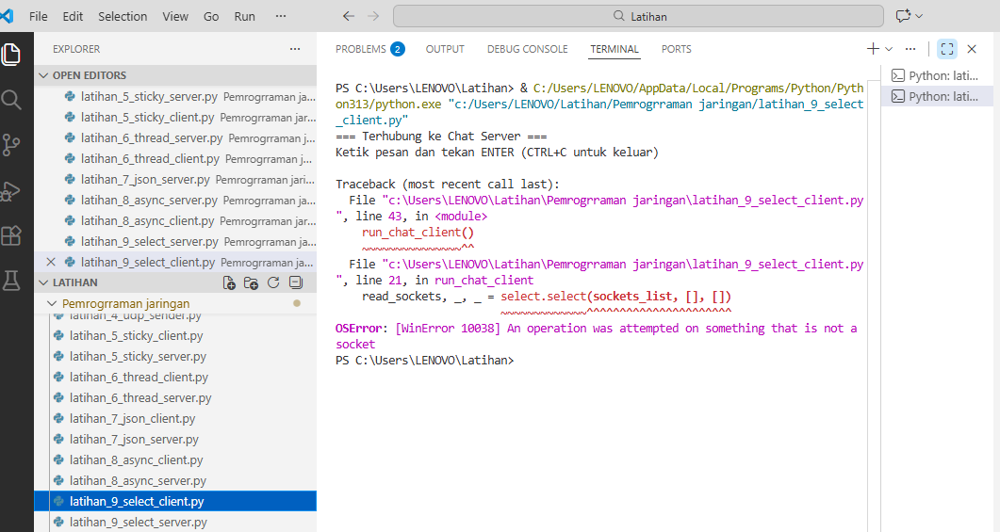 File Edit Selection View Go Run ··· Latihan
EXPLORER ···
OPEN EDITORS
latihan_5_sticky_server.py Pemrogrraman ja...
latihan_5_sticky_client.py Pemrogrraman jar...
latihan_6_thread_server.py Pemrogrraman j...
latihan_6_thread_client.py Pemrogrraman j...
latihan_7_json_server.py Pemrogrraman jari...
latihan_8_async_server.py Pemrogrraman ja...
latihan_8_async_client.py Pemrogrraman jar...
latihan_9_select_server.py Pemrogrraman ja...
latihan_9_select_client.py Pemrogrraman ja...
LATIHAN
Pemrogrraman jaringan
latihan_4_udp_sender.py
latihan_5_sticky_client.py
latihan_5_sticky_server.py
latihan_6_thread_client.py
latihan_6_thread_server.py
latihan_7_json_client.py
latihan_7_json_server.py
latihan_8_async_client.py
latihan_8_async_server.py
latihan_9_select_client.py
latihan_9_select_server.py
PROBLEMS 2 OUTPUT DEBUG CONSOLE TERMINAL PORTS ···
PS C:\Users\LENOVO\Latihan> & C:/Users/LENOVO/AppData/Local/Programs/Python/Pyth
on313/python.exe "c:/Users/LENOVO/Latihan/Pemrogrraman jaringan/latihan_9_select
_client.py"
=== Terhubung ke Chat Server ===
Ketik pesan dan tekan ENTER (CTRL+C untuk keluar)
Traceback (most recent call last):
File "c:\Users\LENOVO\Latihan\Pemrogrraman jaringan\latihan_9_select_client.py
", line 43, in <module>
run_chat_client()
~~~~~~~~~~~~~~~^^
File "c:\Users\LENOVO\Latihan\Pemrogrraman jaringan\latihan_9_select_client.py
", line 21, in run_chat_client
read_sockets, _, _ = select.select(sockets_list, [], [])
~~~~~~~~~~~~~^^^^^^^^^^^^^^^^^^^^^^
OSError: [WinError 10038] An operation was attempted on something that is not a
socket
PS C:\Users\LENOVO\Latihan>
Python: lati...
Python: lati...